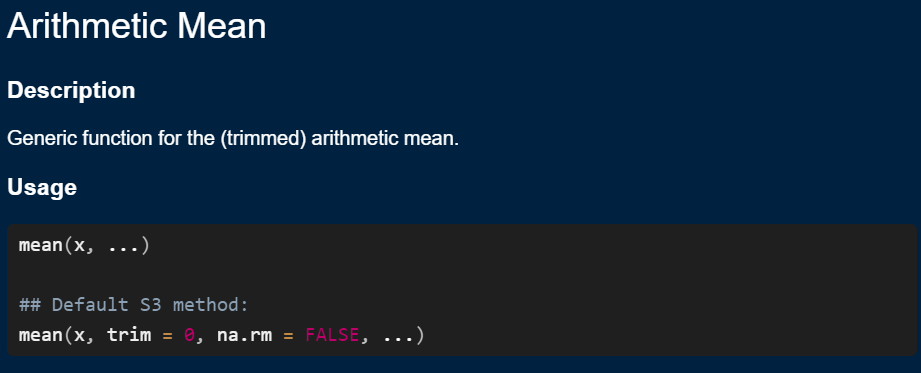 Arithmetic Mean
Description
Generic function for the (trimmed) arithmetic mean.
Usage
mean(x, ...)
## Default S3 method:
mean(x, trim = 0, na.rm = FALSE, ...)